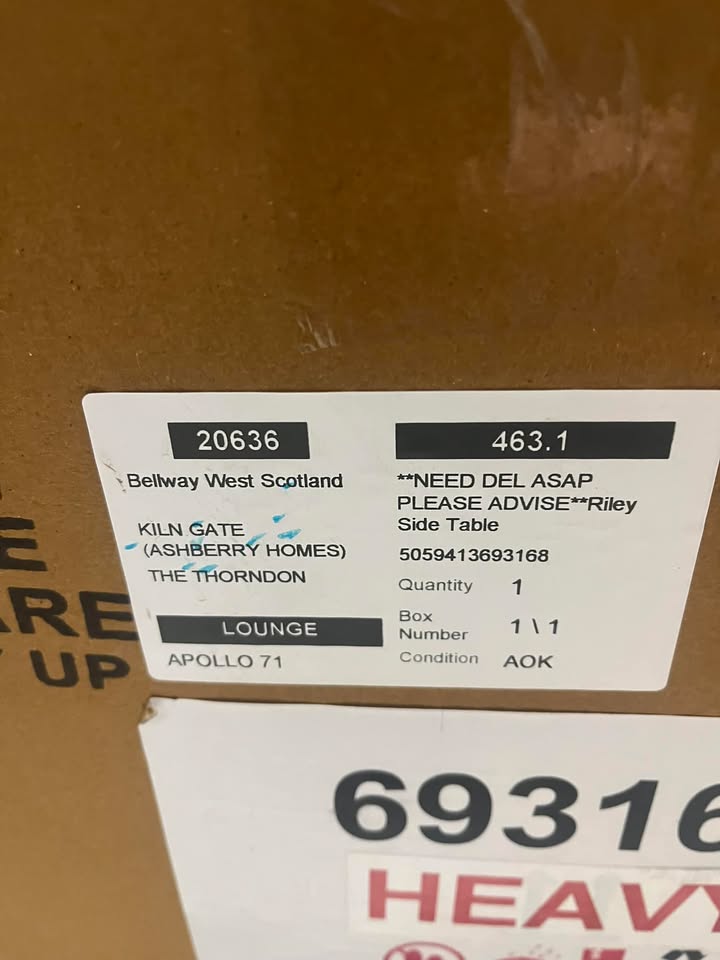 20636
Bellway West Scotland
KILN GATE
(ASHBERRY HOMES)
THE THORNDON
LOUNGE
APOLLO 71
463.1
**NEED DEL ASAP
PLEASE ADVISE**Riley
Side Table
5059413693168
Quantity 1
Box
Number 1 \ 1
Condition AOK
UP
69316
HEAVY